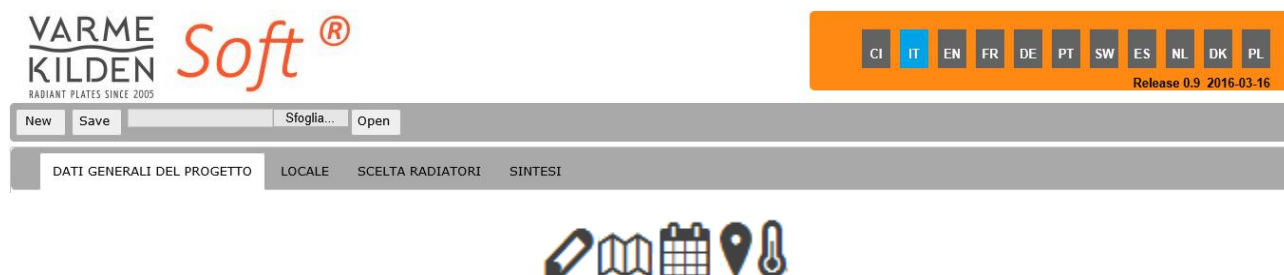 VARME
KILDEN
RADIANT PLATES SINCE 2005
Soft ®
CI IT EN FR DE PT SW ES NL DK PL
Release 0.9 2016-03-16
New Save Sfoglia... Open
DATI GENERALI DEL PROGETTO LOCALE SCELTA RADIATORI SINTESI